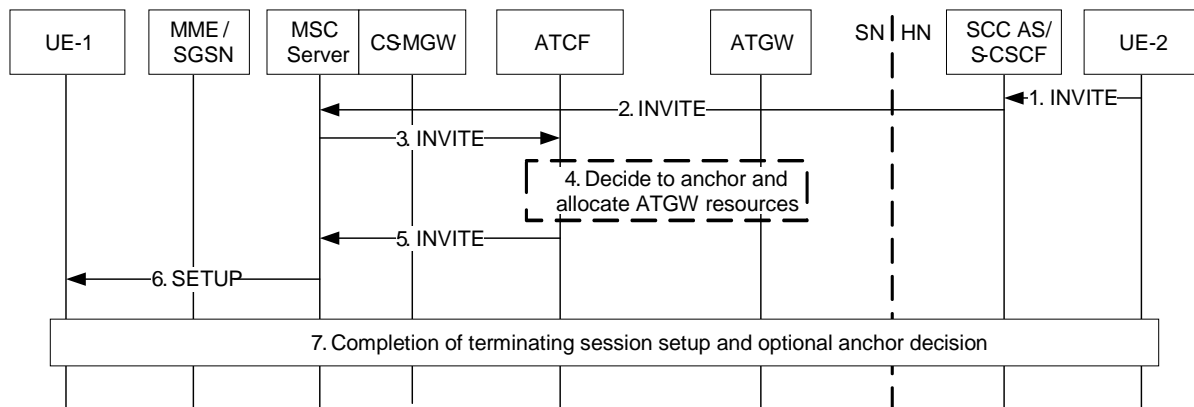 UE-1
MME /
SGSN
MSC
Server
CS-MGW
ATCF
ATGW
SN
HN
SCC AS/
S-CSCF
UE-2
1. INVITE
2. INVITE
3. INVITE
4. Decide to anchor and
allocate ATGW resources
5. INVITE
6. SETUP
7. Completion of terminating session setup and optional anchor decision